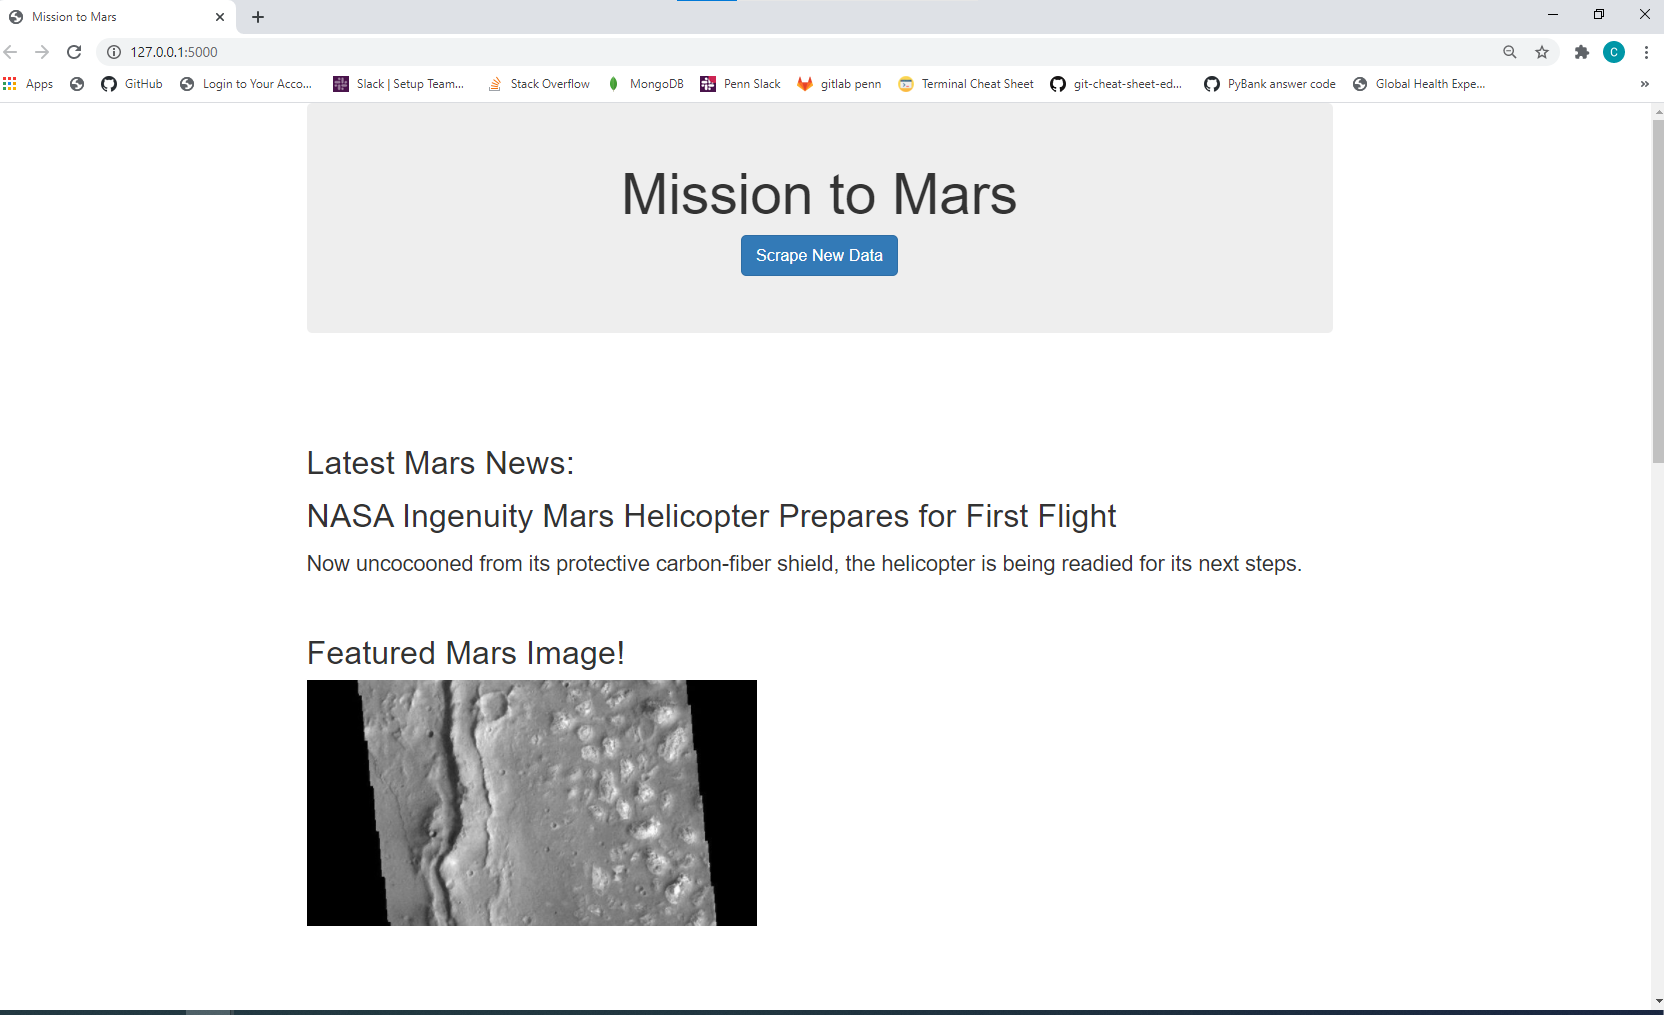 Mission to Mars
127.0.0.1:5000
C
Apps GitHub Login to Your Acco... Slack | Setup Team... Stack Overflow MongoDB Penn Slack gitlab penn Terminal Cheat Sheet git-cheat-sheet-ed... PyBank answer code Global Health Expe... »
Mission to Mars
Scrape New Data
Latest Mars News:
NASA Ingenuity Mars Helicopter Prepares for First Flight
Now uncocooned from its protective carbon-fiber shield, the helicopter is being readied for its next steps.
Featured Mars Image!